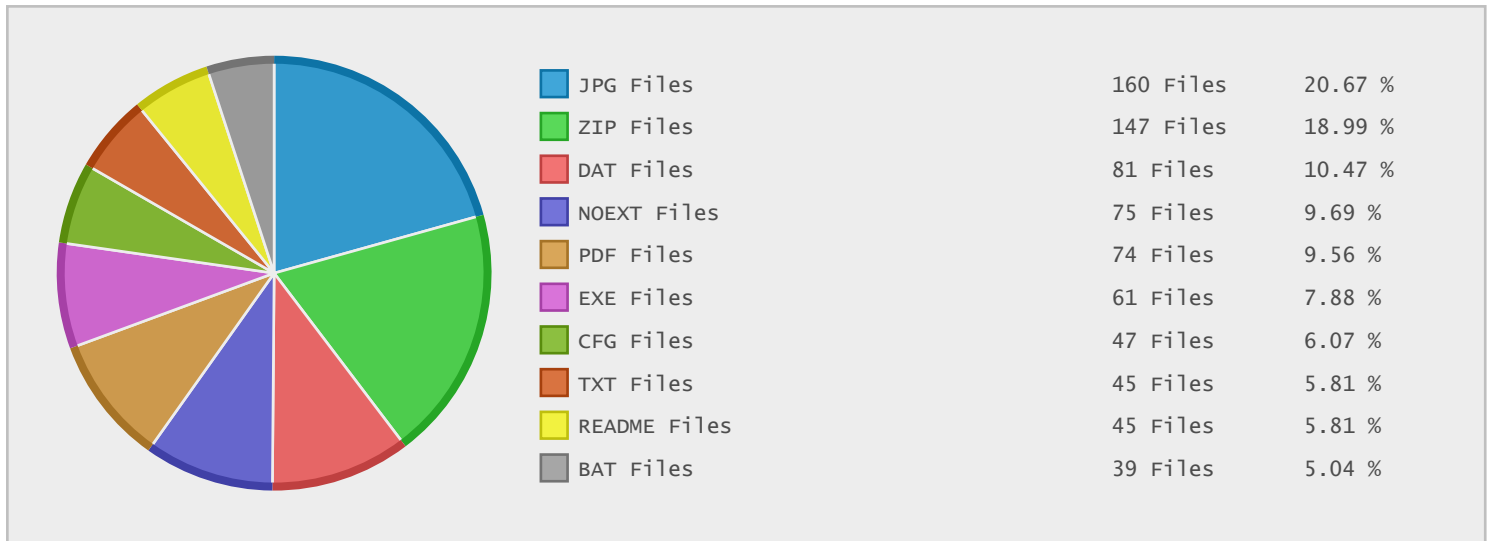 JPG Files 160 Files 20.67 %
ZIP Files 147 Files 18.99 %
DAT Files 81 Files 10.47 %
NOEXT Files 75 Files 9.69 %
PDF Files 74 Files 9.56 %
EXE Files 61 Files 7.88 %
CFG Files 47 Files 6.07 %
TXT Files 45 Files 5.81 %
README Files 45 Files 5.81 %
BAT Files 39 Files 5.04 %